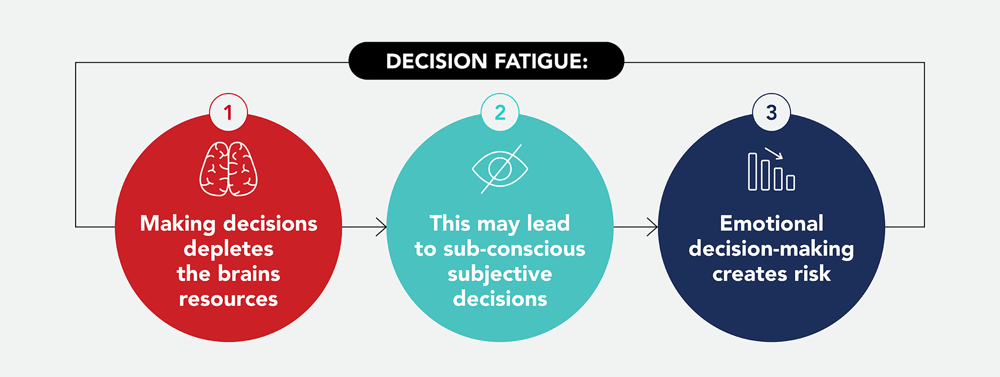 DECISION FATIGUE:
1
Making decisions
depletes
the brains
resources
2
This may lead
to sub-conscious
subjective
decisions
3
Emotional
decision-making
creates risk